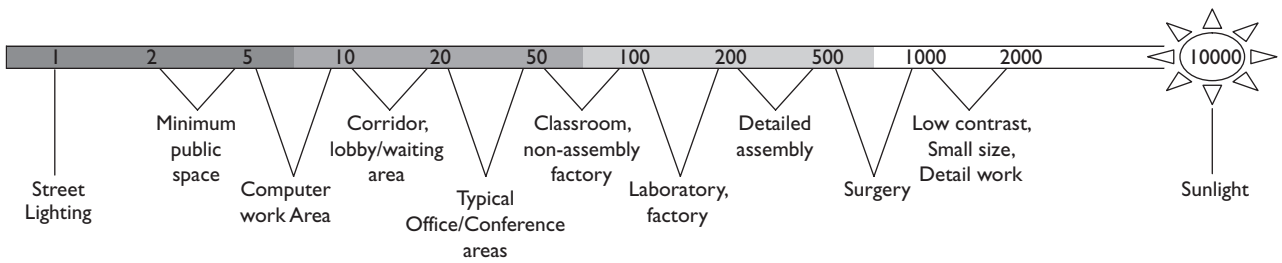 1 2 5 10 20 50 100 200 500 1000 2000 10000
Street
Lighting
Minimum
public
space
Computer
work Area
Corridor,
lobby/waiting
area
Typical
Office/Conference
areas
Classroom,
non-assembly
factory
Laboratory,
factory
Detailed
assembly
Surgery
Low contrast,
Small size,
Detail work
Sunlight